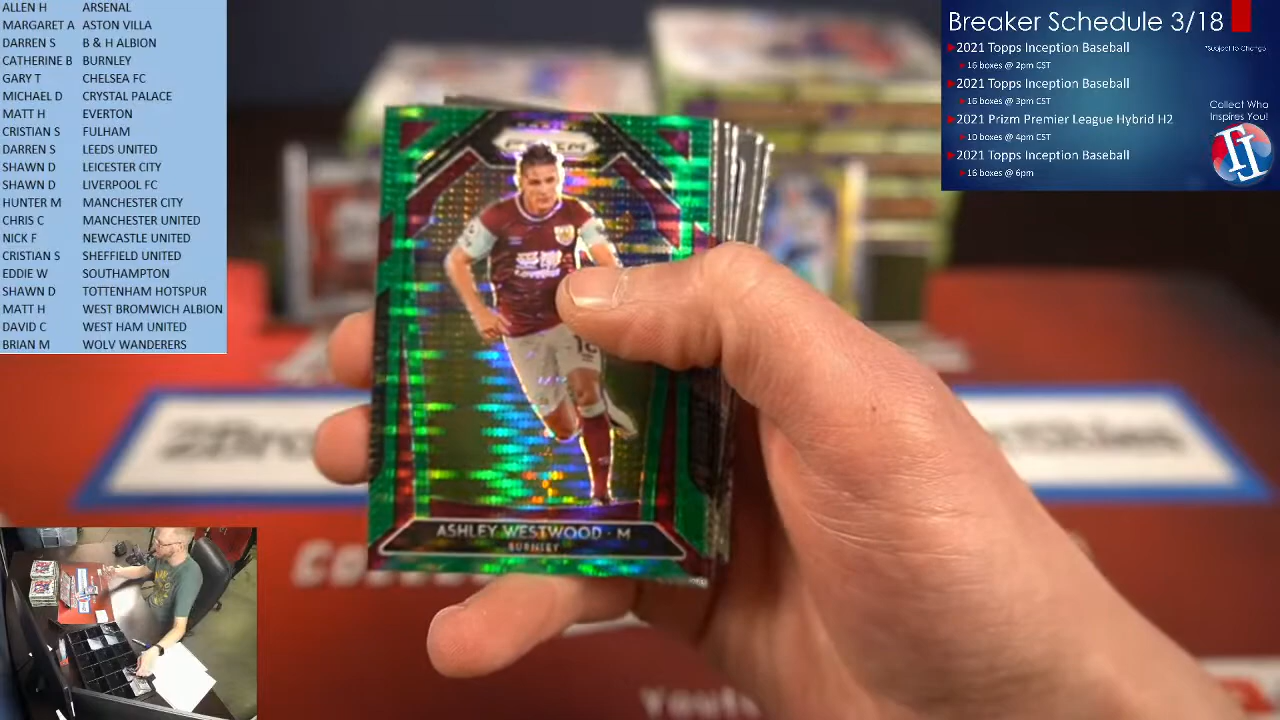 ALLEN H ARSENAL
MARGARET A ASTON VILLA
DARREN S B & H ALBION
CATHERINE B BURNLEY
GARY T CHELSEA FC
MICHAEL D CRYSTAL PALACE
MATT H EVERTON
CRISTIAN S FULHAM
DARREN S LEEDS UNITED
SHAWN D LEICESTER CITY
SHAWN D LIVERPOOL FC
HUNTER M MANCHESTER CITY
CHRIS C MANCHESTER UNITED
NICK F NEWCASTLE UNITED
CRISTIAN S SHEFFIELD UNITED
EDDIE W SOUTHAMPTON
SHAWN D TOTTENHAM HOTSPUR
MATT H WEST BROMWICH ALBION
DAVID C WEST HAM UNITED
BRIAN M WOLV WANDERERS
Breaker Schedule 3/18
2021 Topps Inception Baseball
*Subject to Change
16 boxes @ 2pm CST
2021 Topps Inception Baseball
16 boxes @ 3pm CST
2021 Prizm Premier League Hybrid H2
10 boxes @ 4pm CST
2021 Topps Inception Baseball
16 boxes @ 6pm
Collect Who
Inspires You!
PRIZM
ASHLEY WESTWOOD · M
BURNLEY